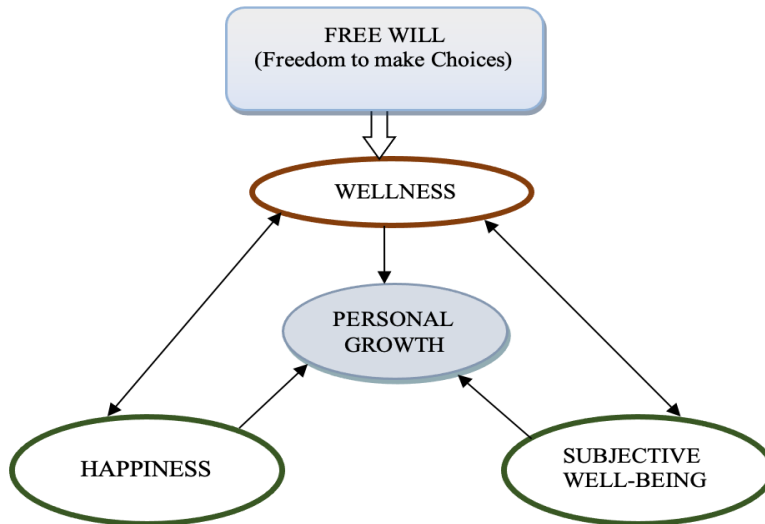 FREE WILL
(Freedom to make Choices)
WELLNESS
PERSONAL
GROWTH
HAPPINESS
SUBJECTIVE
WELL-BEING